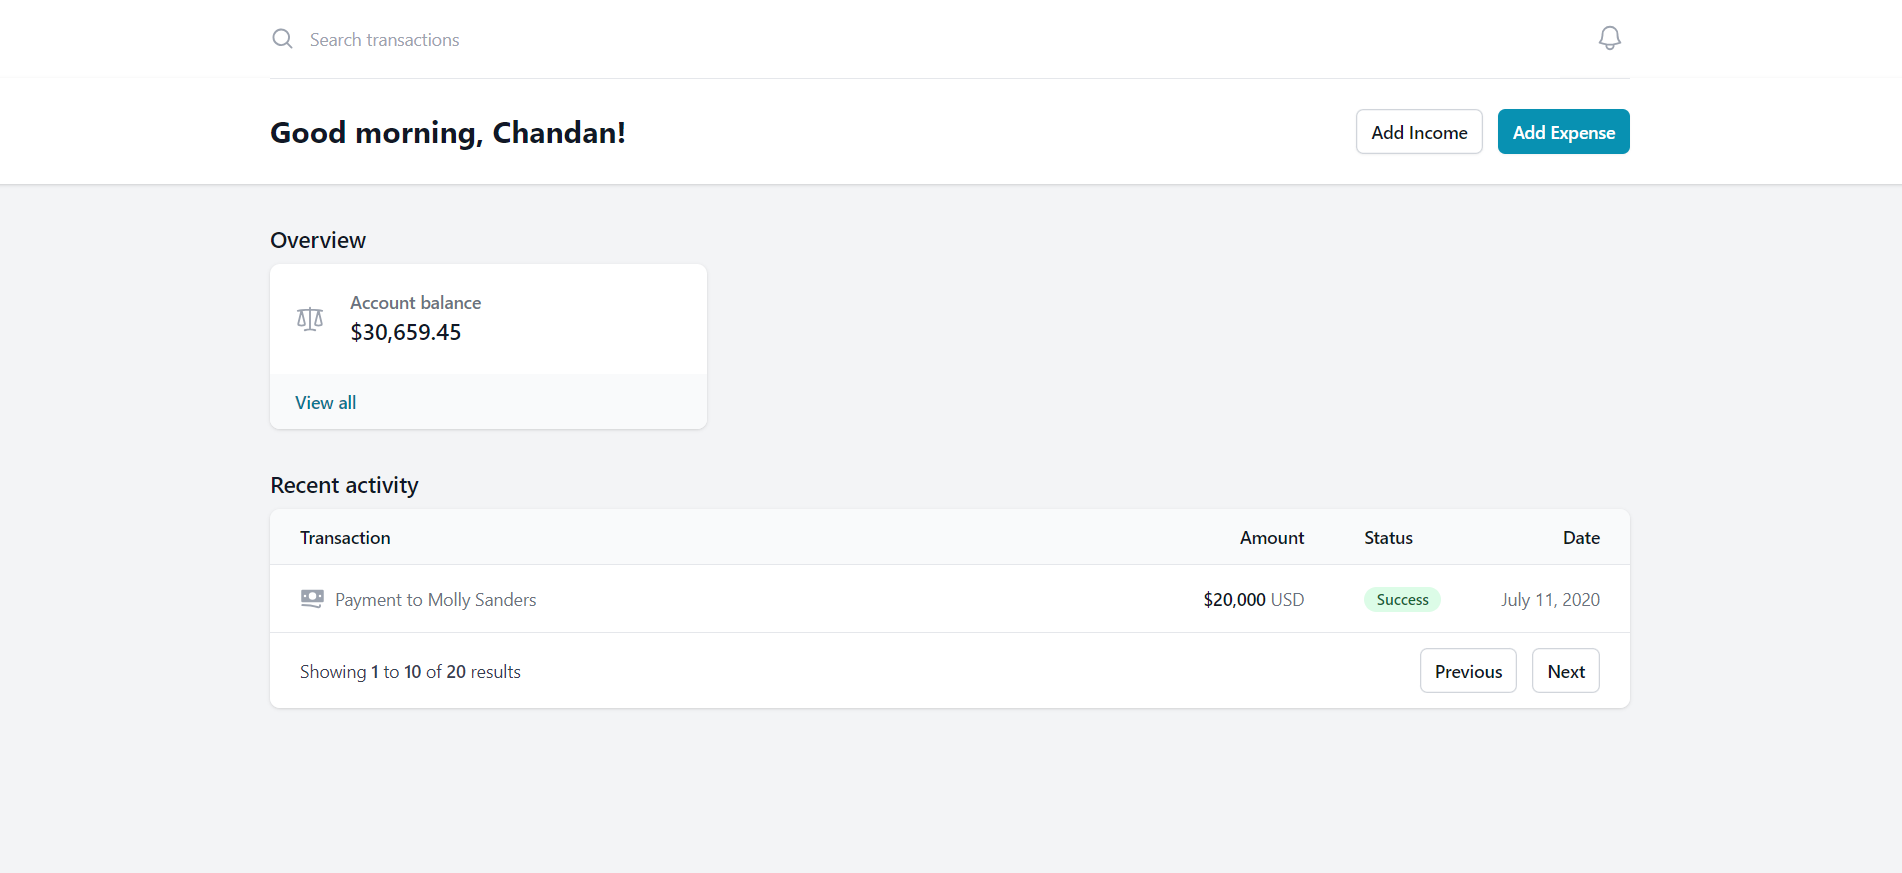 Search transactions
Good morning, Chandan!
Add Income
Add Expense
Overview
Account balance
$30,659.45
View all
Recent activity
Transaction Amount Status Date
Payment to Molly Sanders $20,000 USD Success July 11, 2020
Showing 1 to 10 of 20 results
Previous
Next